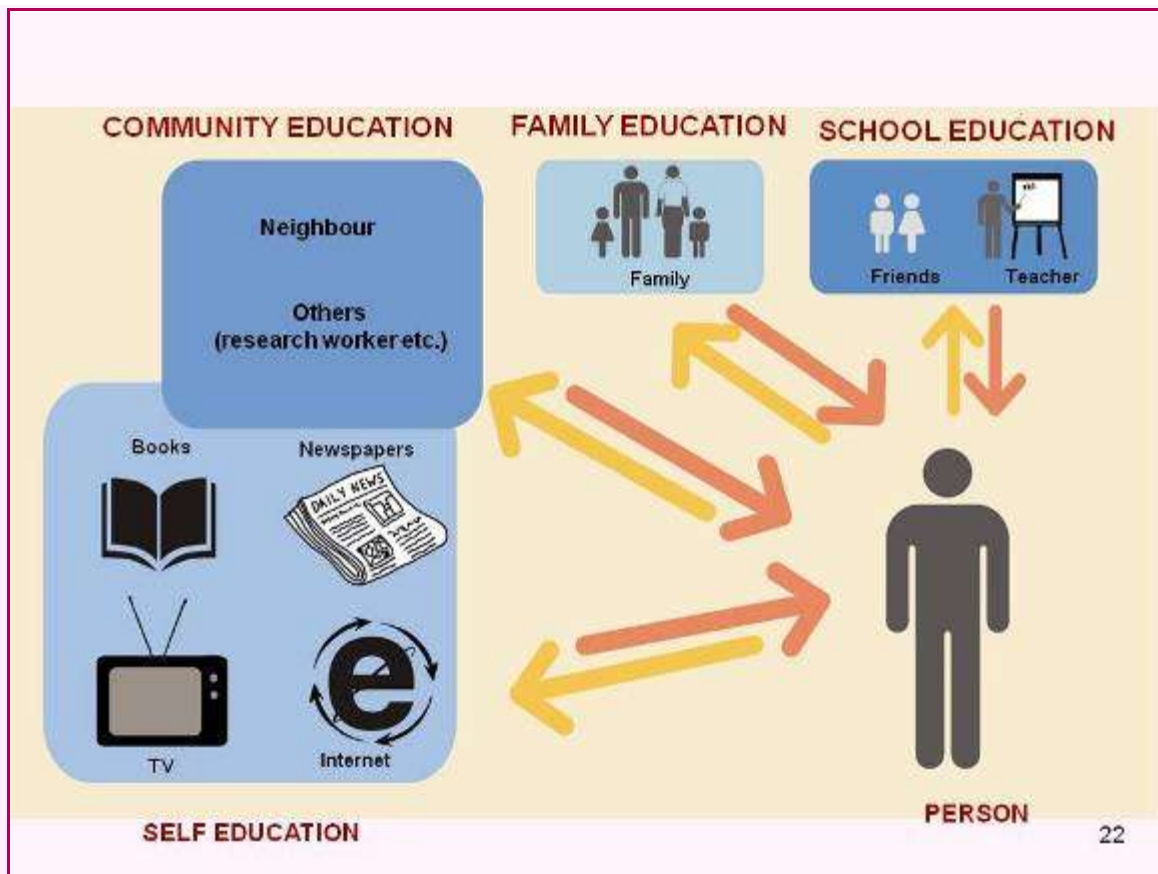 COMMUNITY EDUCATION
FAMILY EDUCATION
SCHOOL EDUCATION
Neighbour
Others
(research worker etc.)
Family
Friends
Teacher
Books
Newspapers
DAILY NEWS
TV
Internet
SELF EDUCATION
PERSON
22